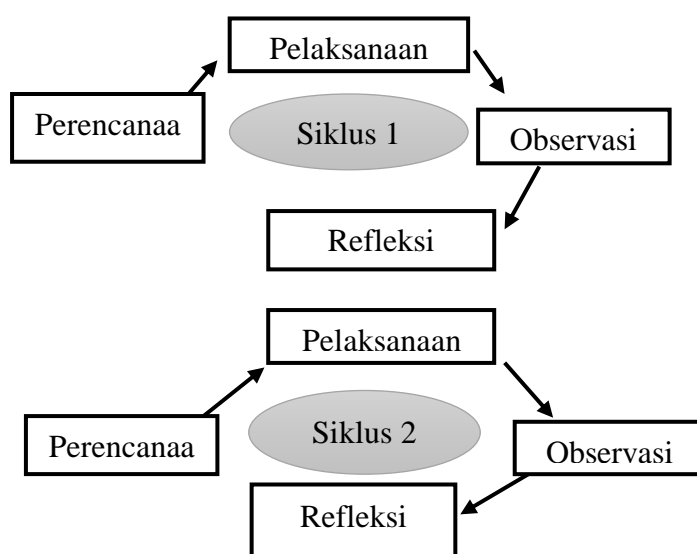 Pelaksanaan
Perencanaa
Siklus 1
Observasi
Refleksi
Pelaksanaan
Perencanaa
Siklus 2
Observasi
Refleksi